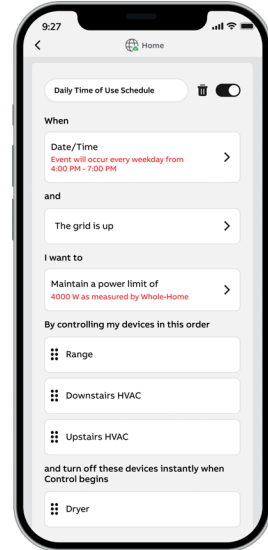 9:27
Home
Daily Time of Use Schedule
When
Date/Time
Event will occur every weekday from
4:00 PM - 7:00 PM
and
The grid is up
I want to
Maintain a power limit of
4000 W as measured by Whole-Home
By controlling my devices in this order
Range
Downstairs HVAC
Upstairs HVAC
and turn off these devices instantly when
Control begins
Dryer